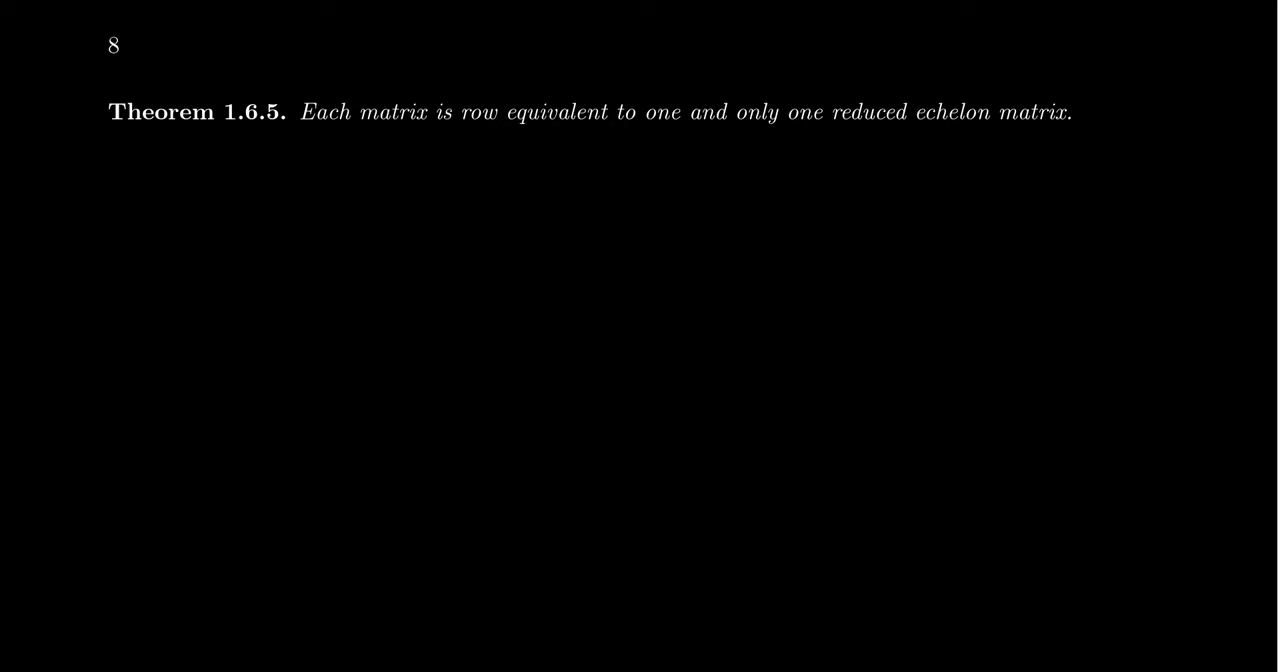 8
Theorem 1.6.5. Each matrix is row equivalent to one and only one reduced echelon matrix.